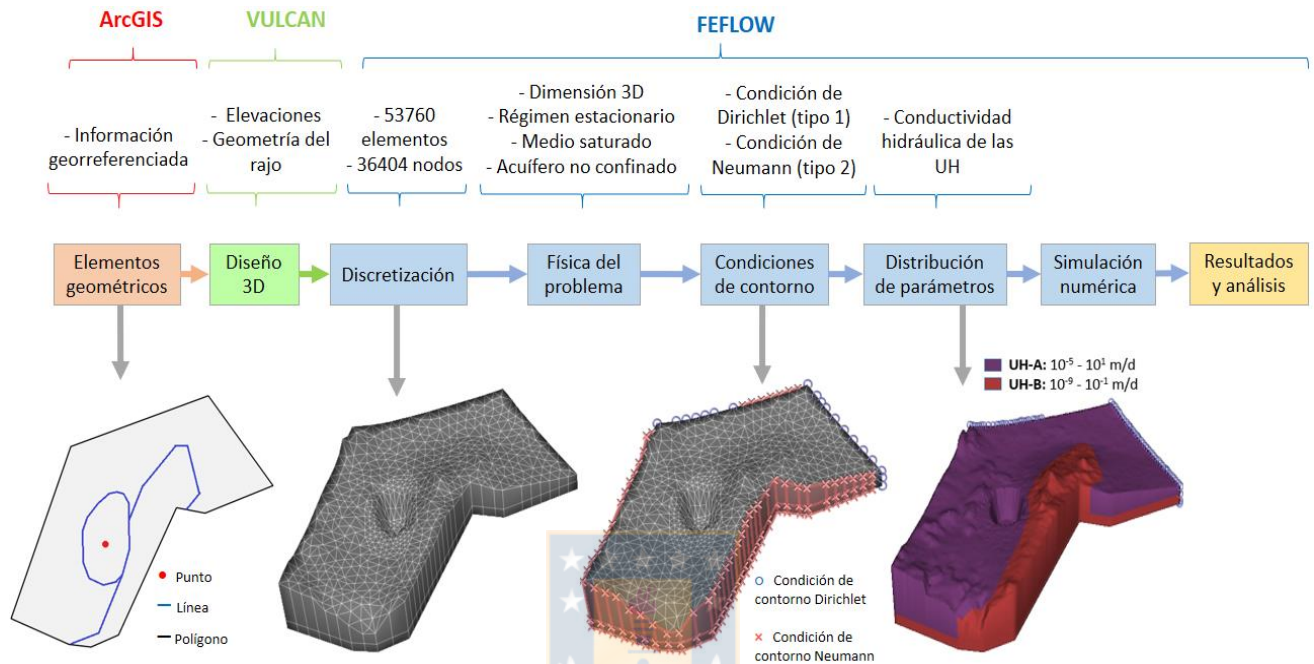 ArcGIS
VULCAN
FEFLOW
- Información
georreferenciada
- Elevaciones
- Geometría del
rajo
- 53760
elementos
- 36404 nodos
- Dimensión 3D
- Régimen estacionario
- Medio saturado
- Acuífero no confinado
- Condición de
Dirichlet (tipo 1)
- Condición de
Neumann (tipo 2)
- Conductividad
hidráulica de las
UH
Elementos
geométricos
Diseño
3D
Discretización
Física del
problema
Condiciones
de contorno
Distribución
de parámetros
Simulación
numérica
Resultados
y análisis
Punto
Línea
Polígono
Condición de
contorno Dirichlet
Condición de
contorno Neumann
UH-A: 10⁻⁵ - 10¹ m/d
UH-B: 10⁻⁹ - 10⁻¹ m/d